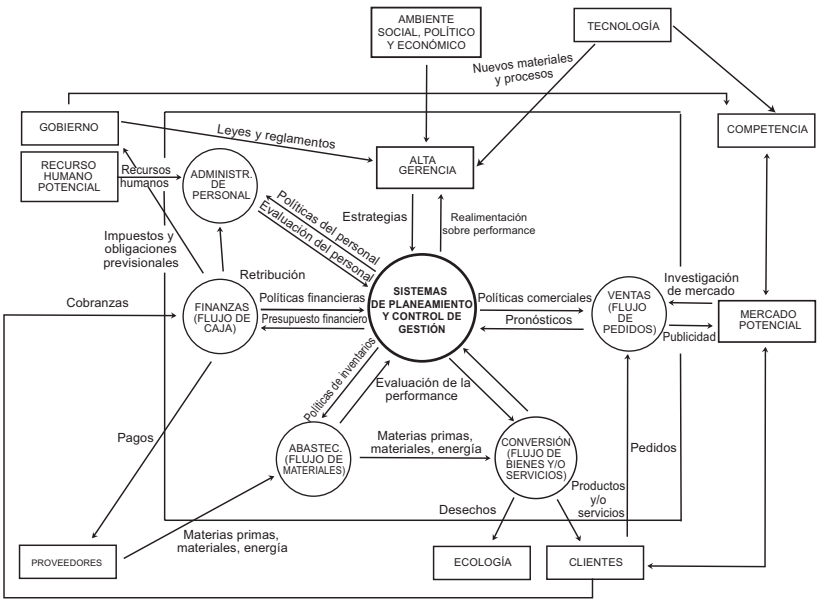 AMBIENTE
SOCIAL, POLÍTICO
Y ECONÓMICO
TECNOLOGÍA
Nuevos materiales
y procesos
GOBIERNO
Leyes y reglamentos
COMPETENCIA
RECURSO
HUMANO
POTENCIAL
Recursos
humanos
ADMINISTR.
DE
PERSONAL
ALTA
GERENCIA
Estrategias
Realimentación
sobre performance
Políticas del personal
Evaluación del personal
Impuestos y
obligaciones
previsionales
Retribución
Cobranzas
FINANZAS
(FLUJO DE
CAJA)
Políticas financieras
Presupuesto financiero
SISTEMAS
DE PLANEAMIENTO
Y CONTROL DE
GESTIÓN
Políticas comerciales
Pronósticos
VENTAS
(FLUJO
DE
PEDIDOS)
Investigación
de mercado
Publicidad
MERCADO
POTENCIAL
Políticas de inventarios
Evaluación de la
performance
Pagos
ABASTEC.
(FLUJO DE
MATERIALES)
Materias primas,
materiales, energía
CONVERSIÓN
(FLUJO DE
BIENES Y/O
SERVICIOS)
Pedidos
Desechos
Productos
y/o
servicios
Materias primas,
materiales, energía
PROVEEDORES
ECOLOGÍA
CLIENTES